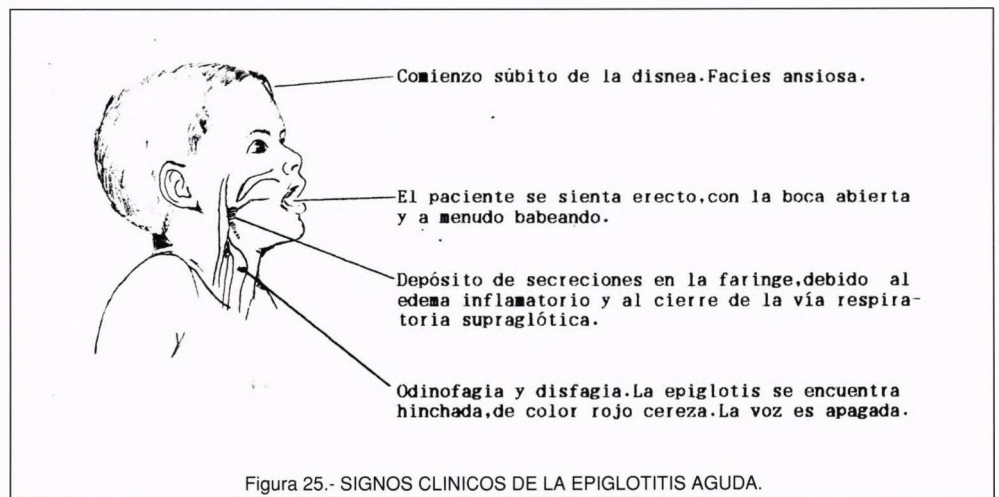 Comienzo súbito de la disnea.Facies ansiosa.
El paciente se sienta erecto,con la boca abierta
y a menudo babeando.
Depósito de secreciones en la faringe,debido al
edema inflamatorio y al cierre de la vía respira-
toria supraglótica.
Odinofagia y disfagia.La epiglotis se encuentra
hinchada,de color rojo cereza.La voz es apagada.
Figura 25.- SIGNOS CLINICOS DE LA EPIGLOTITIS AGUDA.